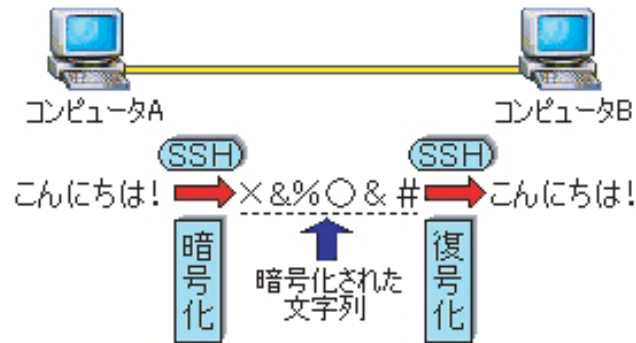 コンピュータA
コンピュータB
SSH
SSH
こんにちは!
×&%○&#
こんにちは!
暗号化
暗号化された
文字列
復号化